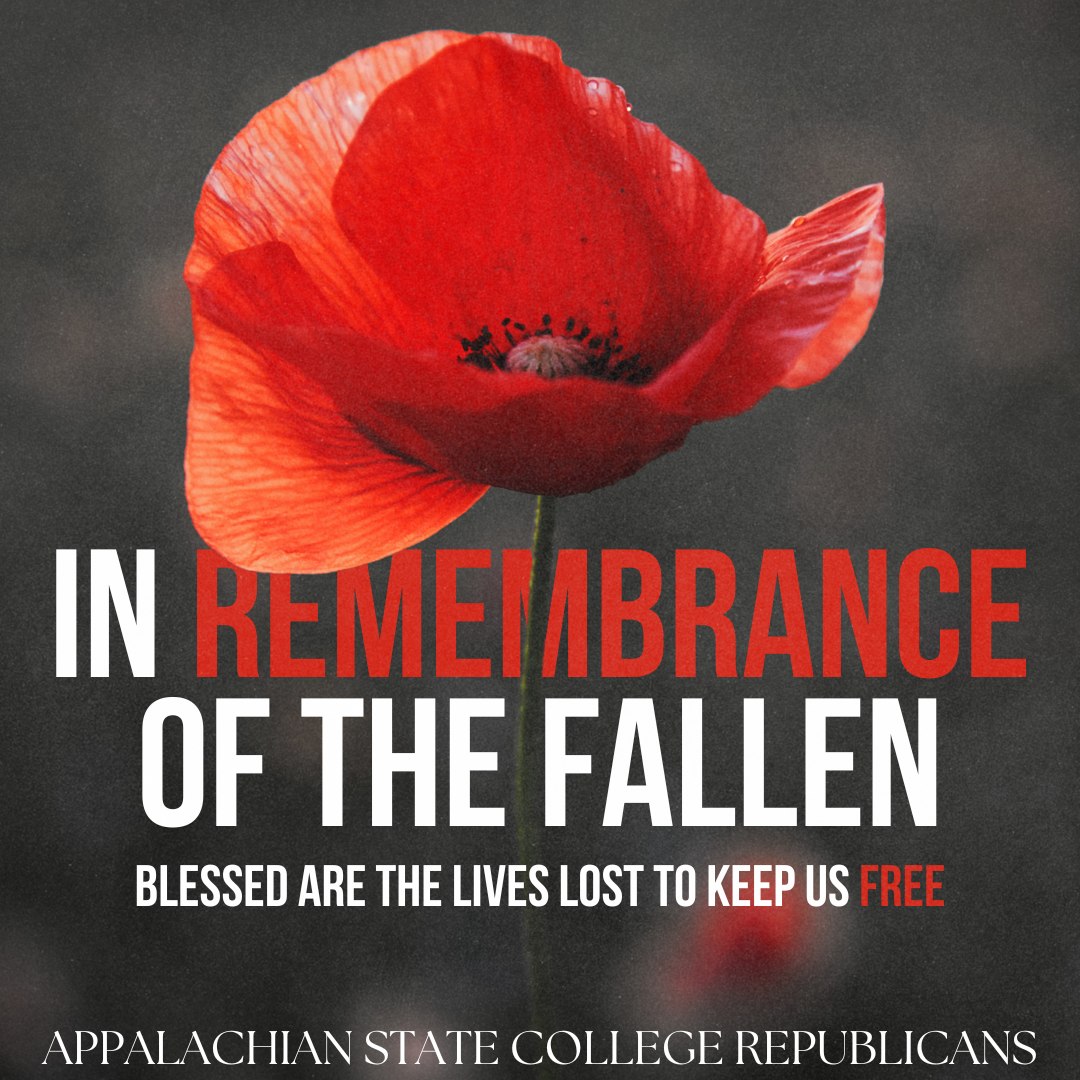 IN REMEMBRANCE
OF THE FALLEN
BLESSED ARE THE LIVES LOST TO KEEP US FREE
APPALACHIAN STATE COLLEGE REPUBLICANS